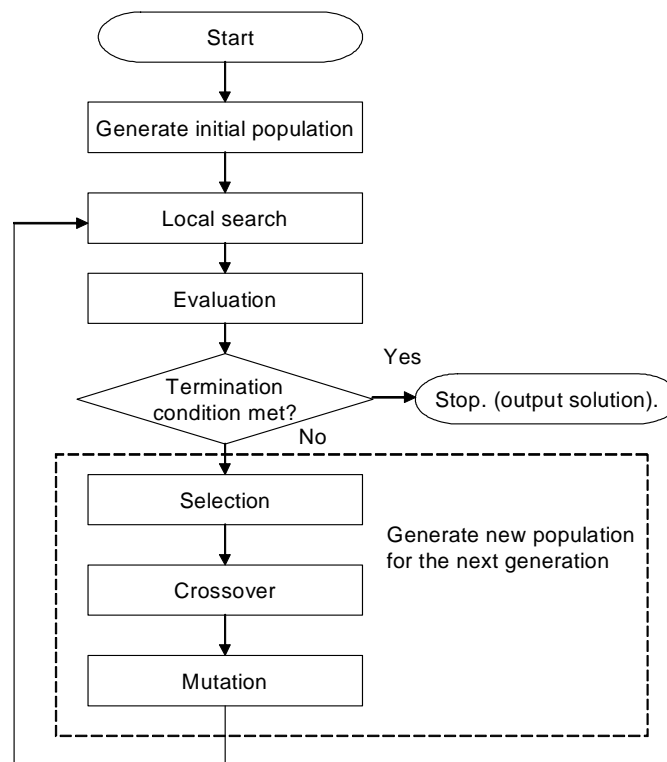 Start
Generate initial population
Local search
Evaluation
Yes
Termination
condition met?
Stop. (output solution).
No
Selection
Generate new population
for the next generation
Crossover
Mutation